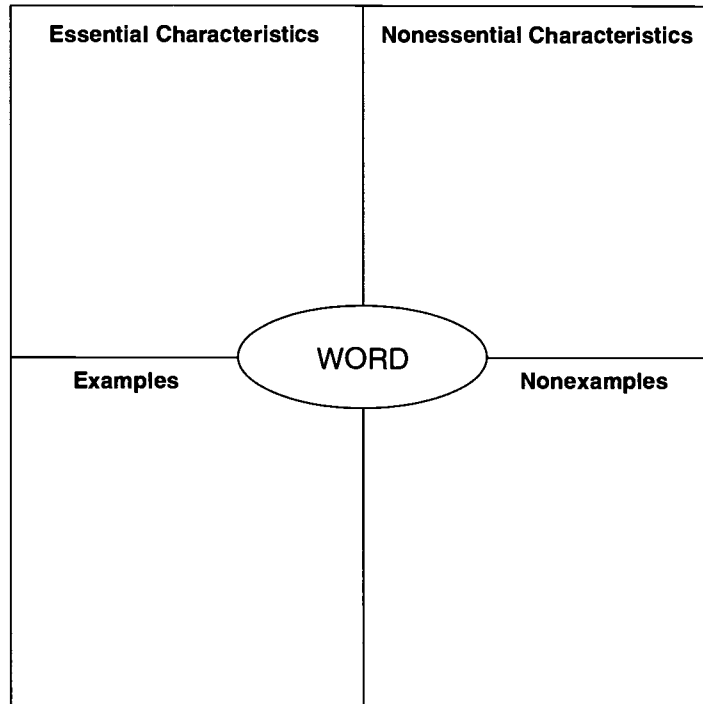 Essential Characteristics
Nonessential Characteristics
WORD
Examples
Nonexamples